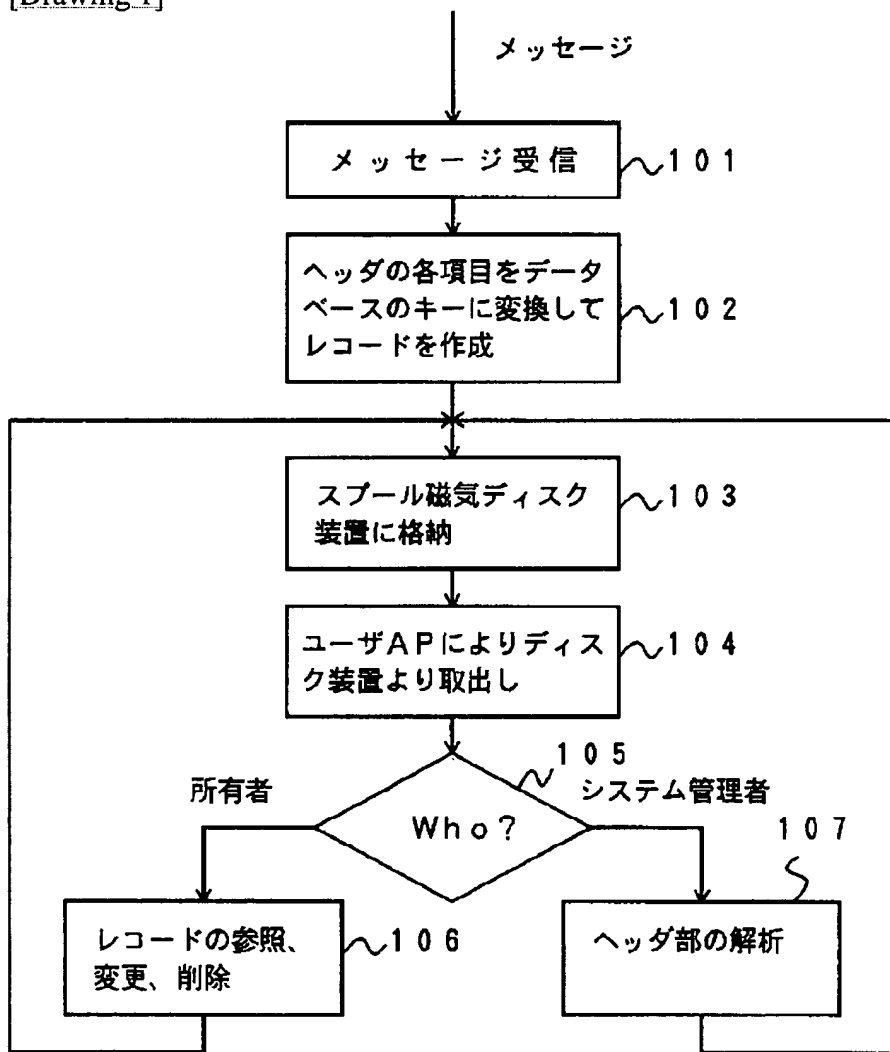 [Drawing 1]
メッセージ
メッセージ受信
101
ヘッダの各項目をデータ
ベースのキーに変換して
レコードを作成
102
スプール磁気ディスク
装置に格納
103
ユーザAPによりディス
ク装置より取出し
104
105
所有者
システム管理者
Who?
107
レコードの参照、
変更、削除
106
ヘッダ部の解析